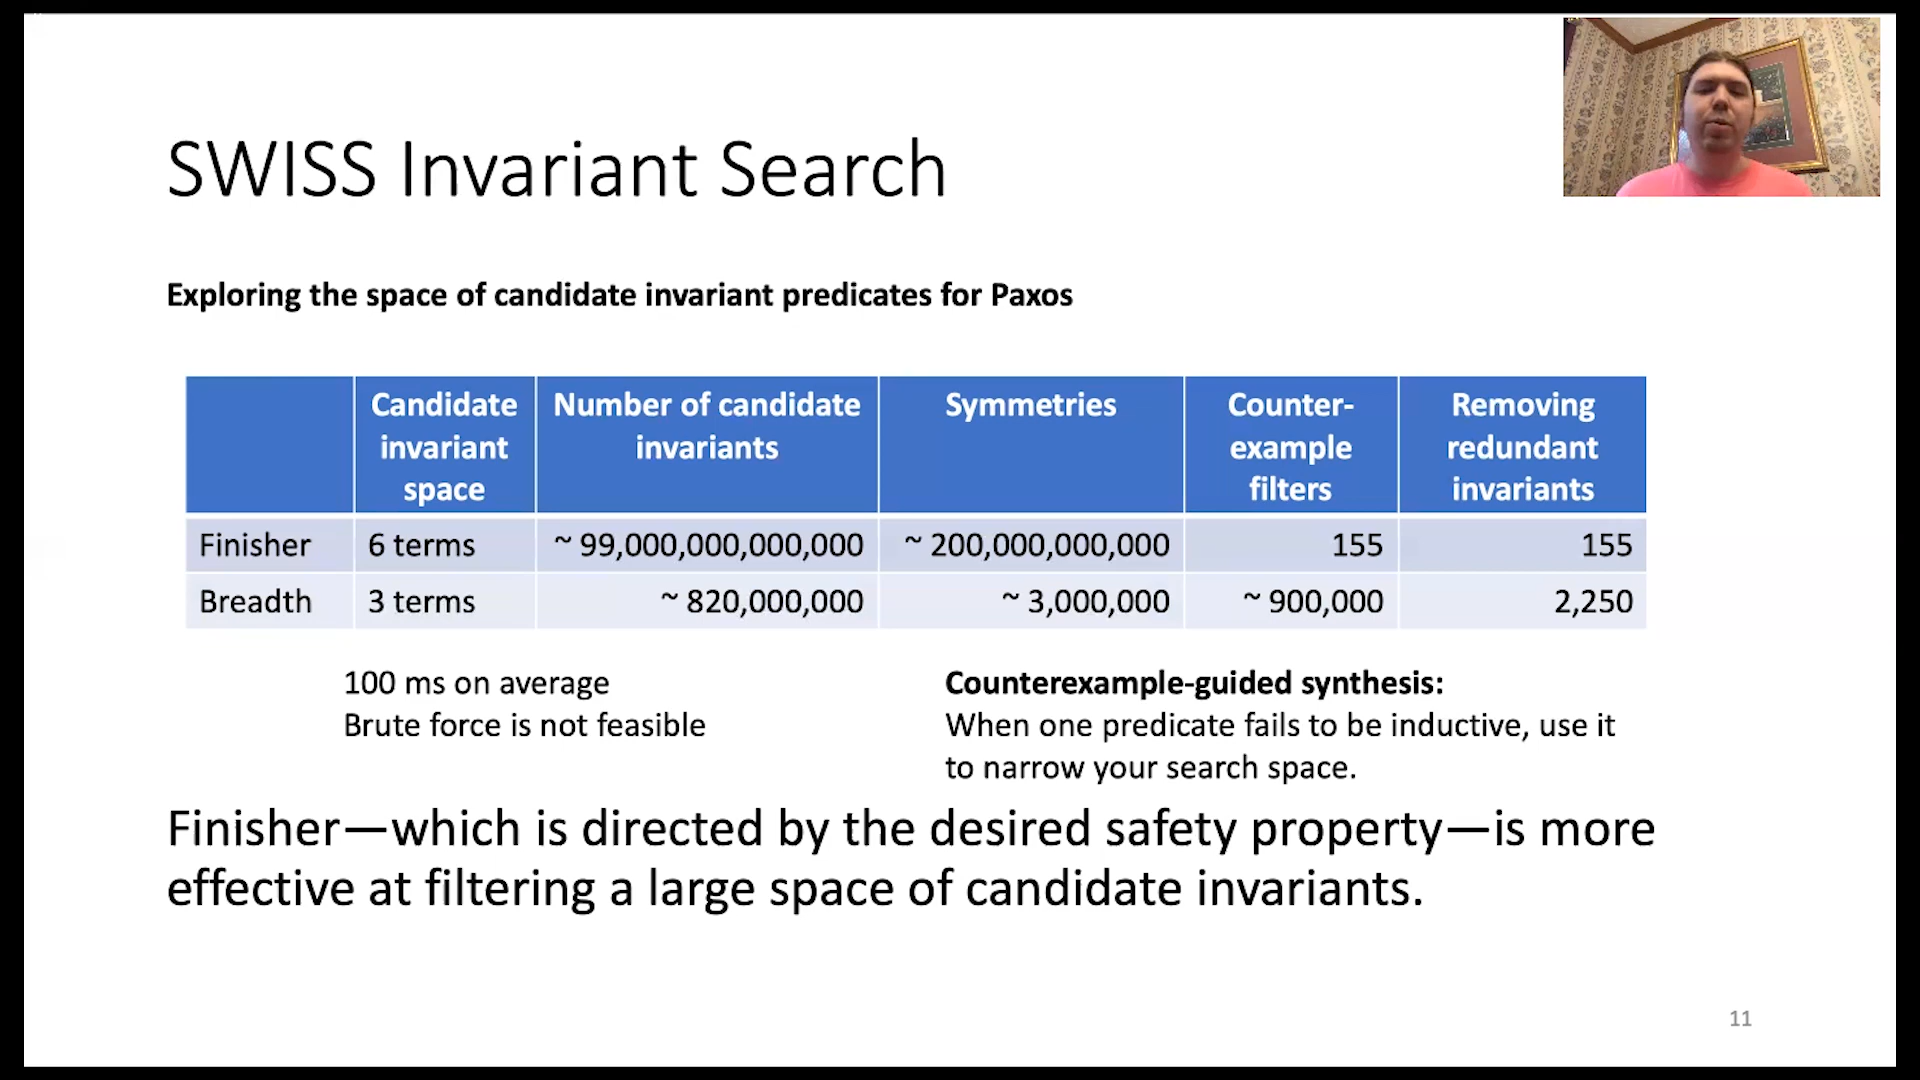 SWISS Invariant Search
Exploring the space of candidate invariant predicates for Paxos
Candidate invariant space
Number of candidate invariants
Symmetries
Counter-example filters
Removing redundant invariants
Finisher 6 terms ~ 99,000,000,000,000 ~ 200,000,000,000 155 155
Breadth 3 terms ~ 820,000,000 ~ 3,000,000 ~ 900,000 2,250
100 ms on average
Brute force is not feasible
Counterexample-guided synthesis:
When one predicate fails to be inductive, use it
to narrow your search space.
Finisher—which is directed by the desired safety property—is more
effective at filtering a large space of candidate invariants.
11